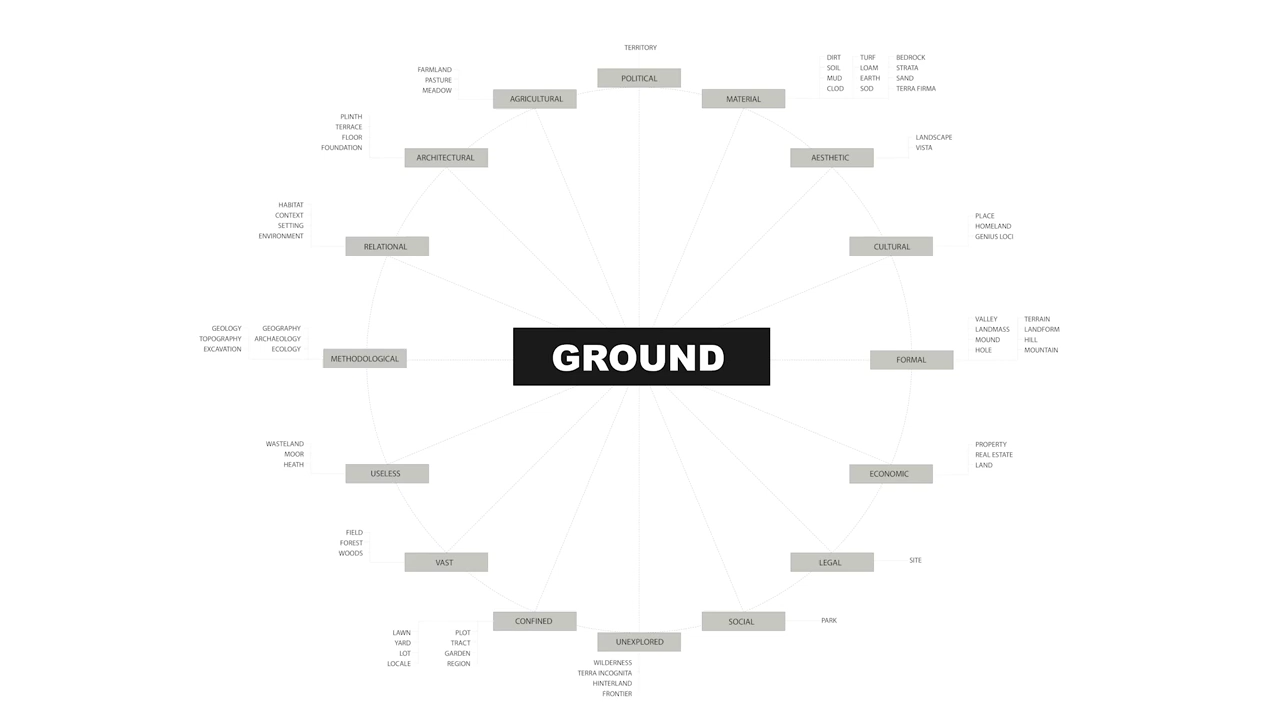 TERRITORY
POLITICAL
MATERIAL
DIRT
SOIL
MUD
CLOD
TURF
LOAM
EARTH
SOD
BEDROCK
STRATA
SAND
TERRA FIRMA
AESTHETIC
LANDSCAPE
VISTA
CULTURAL
PLACE
HOMELAND
GENIUS LOCI
FORMAL
VALLEY
LANDMASS
MOUND
HOLE
TERRAIN
LANDFORM
HILL
MOUNTAIN
ECONOMIC
PROPERTY
REAL ESTATE
LAND
LEGAL
SITE
SOCIAL
PARK
UNEXPLORED
WILDERNESS
TERRA INCOGNITA
HINTERLAND
FRONTIER
CONFINED
LAWN
YARD
LOT
LOCALE
PLOT
TRACT
GARDEN
REGION
VAST
FIELD
FOREST
WOODS
USELESS
WASTELAND
MOOR
HEATH
METHODOLOGICAL
GEOLOGY
TOPOGRAPHY
EXCAVATION
GEOGRAPHY
ARCHAEOLOGY
ECOLOGY
RELATIONAL
HABITAT
CONTEXT
SETTING
ENVIRONMENT
ARCHITECTURAL
PLINTH
TERRACE
FLOOR
FOUNDATION
AGRICULTURAL
FARMLAND
PASTURE
MEADOW
GROUND